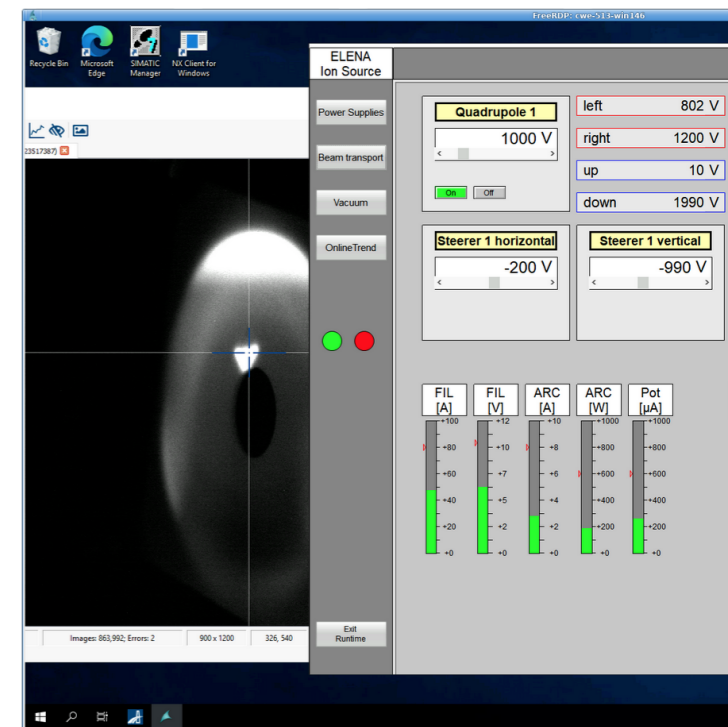 FreeRDP: cwe-513-win146
Recycle Bin
Microsoft
Edge
SIMATIC
Manager
NX Client for
Windows
23517387)
Images: 863,992; Errors: 2
900 x 1200
326, 540
ELENA
Ion Source
Power Supplies
Beam transport
Vacuum
OnlineTrend
Exit
Runtime
Quadrupole 1
1000 V
On
Off
left 802 V
right 1200 V
up 10 V
down 1990 V
Steerer 1 horizontal
-200 V
Steerer 1 vertical
-990 V
FIL
[A]
+100
+80
+60
+40
+20
+0
FIL
[V]
+12
+10
+7
+5
+2
+0
ARC
[A]
+10
+8
+6
+4
+2
+0
ARC
[W]
+1000
+800
+600
+400
+200
+0
Pot
[µA]
+1000
+800
+600
+400
+200
+0